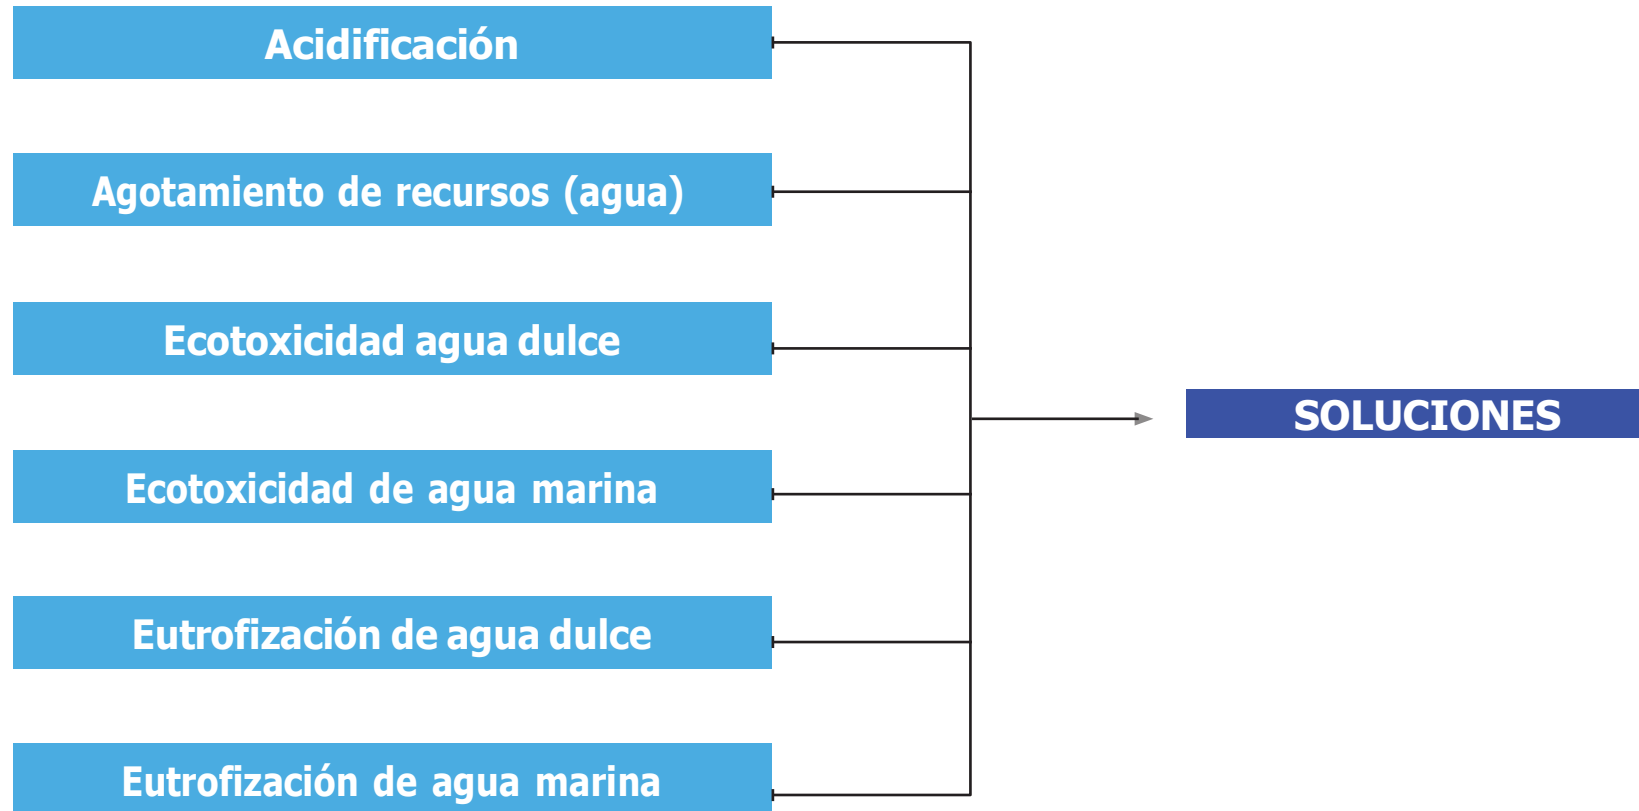 Acidificación
Agotamiento de recursos (agua)
Ecotoxicidad agua dulce
SOLUCIONES
Ecotoxicidad de agua marina
Eutrofización de agua dulce
Eutrofización de agua marina